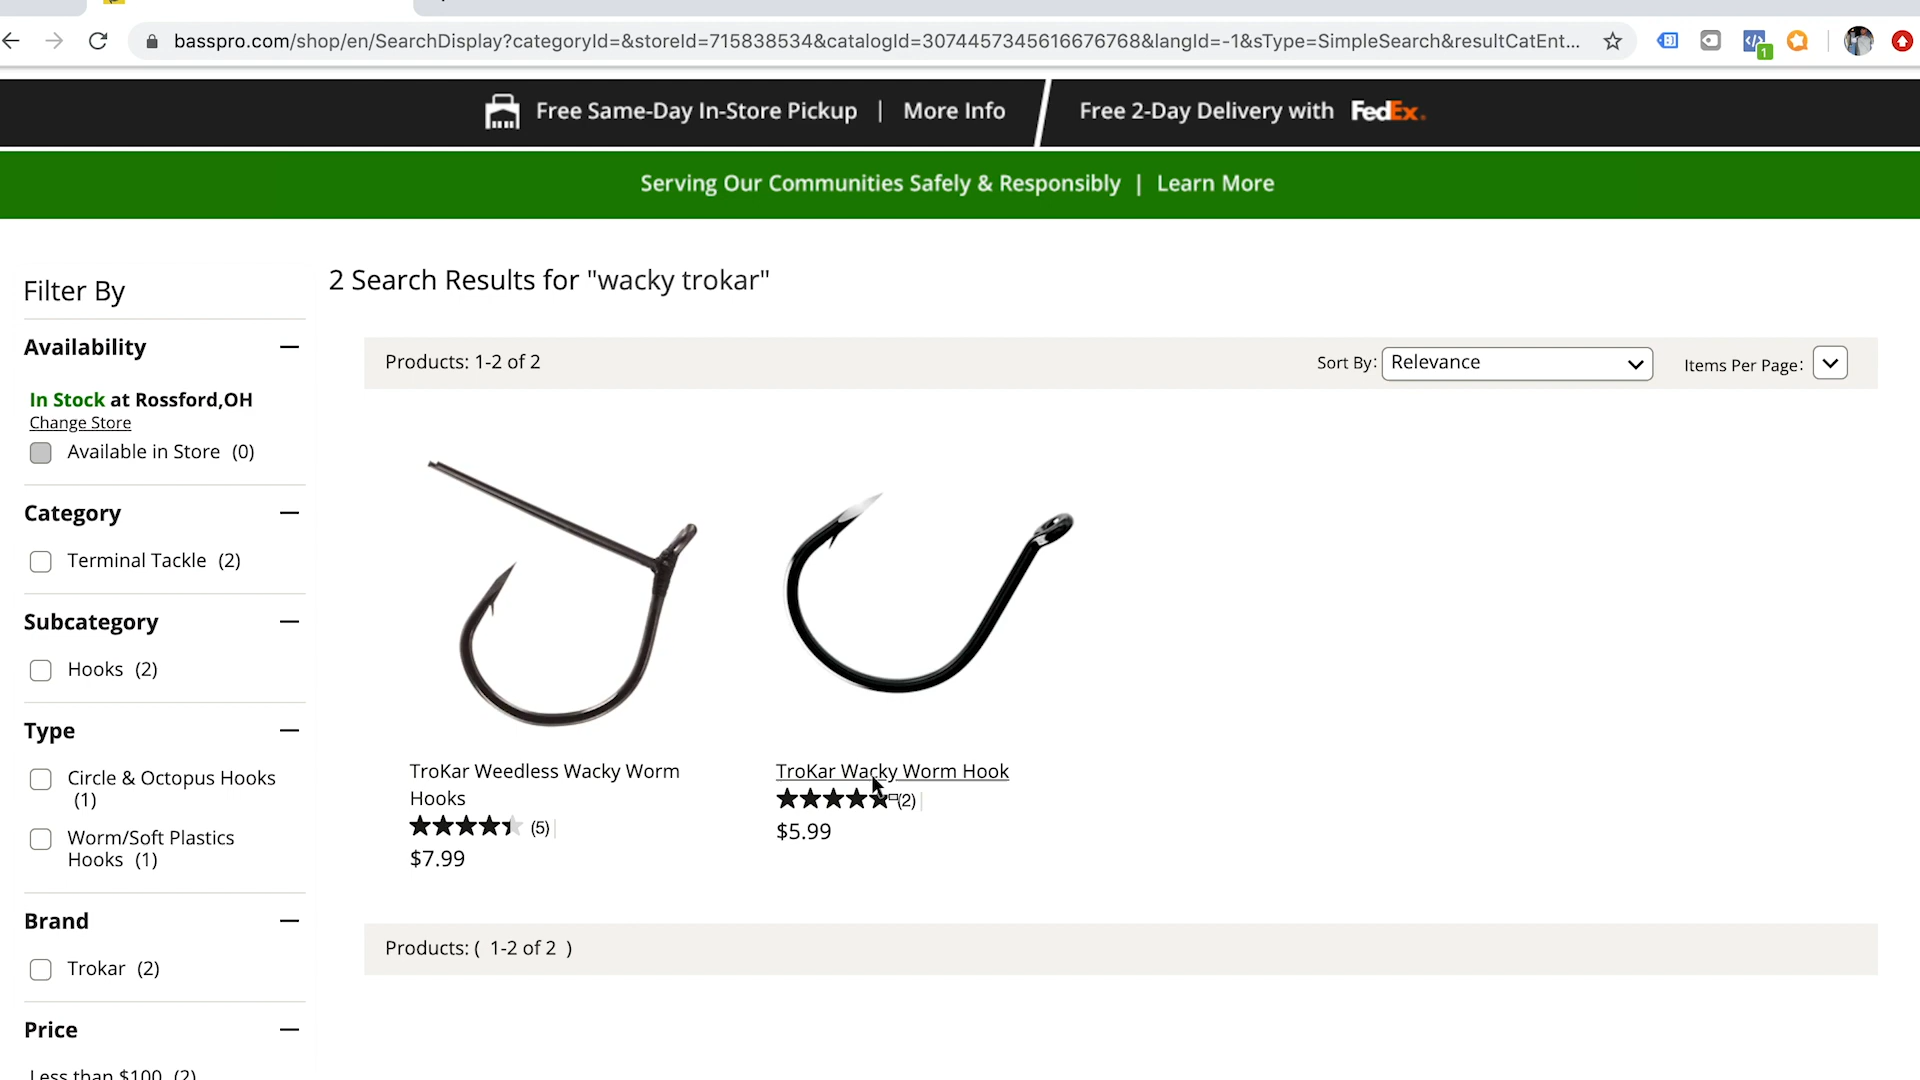 basspro.com/shop/en/SearchDisplay?categoryId=&storeId=715838534&catalogId=3074457345616676768&langId=-1&sType=SimpleSearch&resultCatEnt...
1
Free Same-Day In-Store Pickup | More Info
Free 2-Day Delivery with FedEx.
Serving Our Communities Safely & Responsibly | Learn More
Filter By
2 Search Results for "wacky trokar"
Availability
Products: 1-2 of 2
Sort By: Relevance
Items Per Page:
In Stock at Rossford,OH
Change Store
Available in Store (0)
Category
Terminal Tackle (2)
Subcategory
Hooks (2)
Type
Circle & Octopus Hooks
(1)
Worm/Soft Plastics
Hooks (1)
Brand
Trokar (2)
Price
Less than $100 (2)
TroKar Weedless Wacky Worm
Hooks
(5)
$7.99
TroKar Wacky Worm Hook
(2)
$5.99
Products: ( 1-2 of 2 )